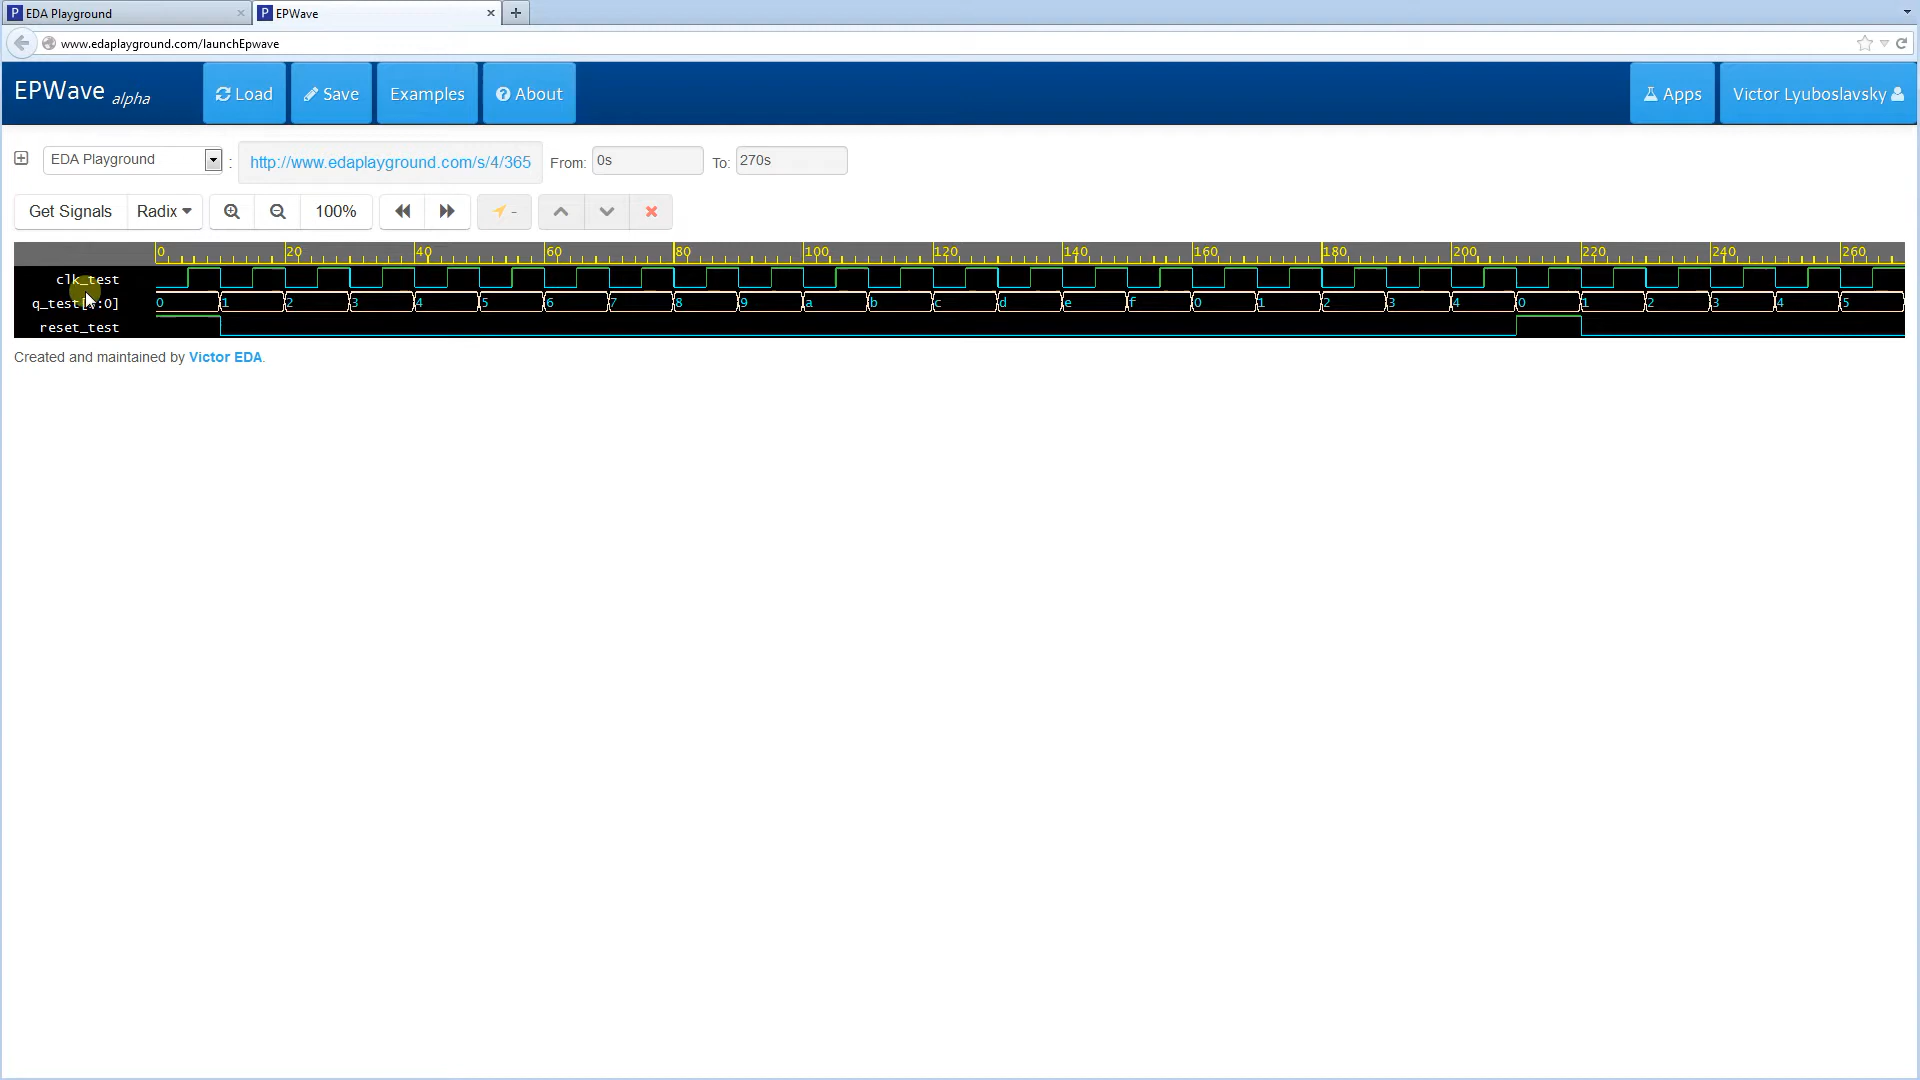 EDA Playground
EPWave
www.edaplayground.com/launchEpwave
EPWave alpha
Load
Save
Examples
About
Apps
Victor Lyuboslavsky
EDA Playground : http://www.edaplayground.com/s/4/365 From: 0s To: 270s
Get Signals Radix 100% -
0 20 40 60 80 100 120 140 160 180 200 220 240 260
clk_test
q_test[ :0] 0 1 2 3 4 5 6 7 8 9 a b c d e f 0 1 2 3 4 0 1 2 3 4 5
reset_test
Created and maintained by Victor EDA.